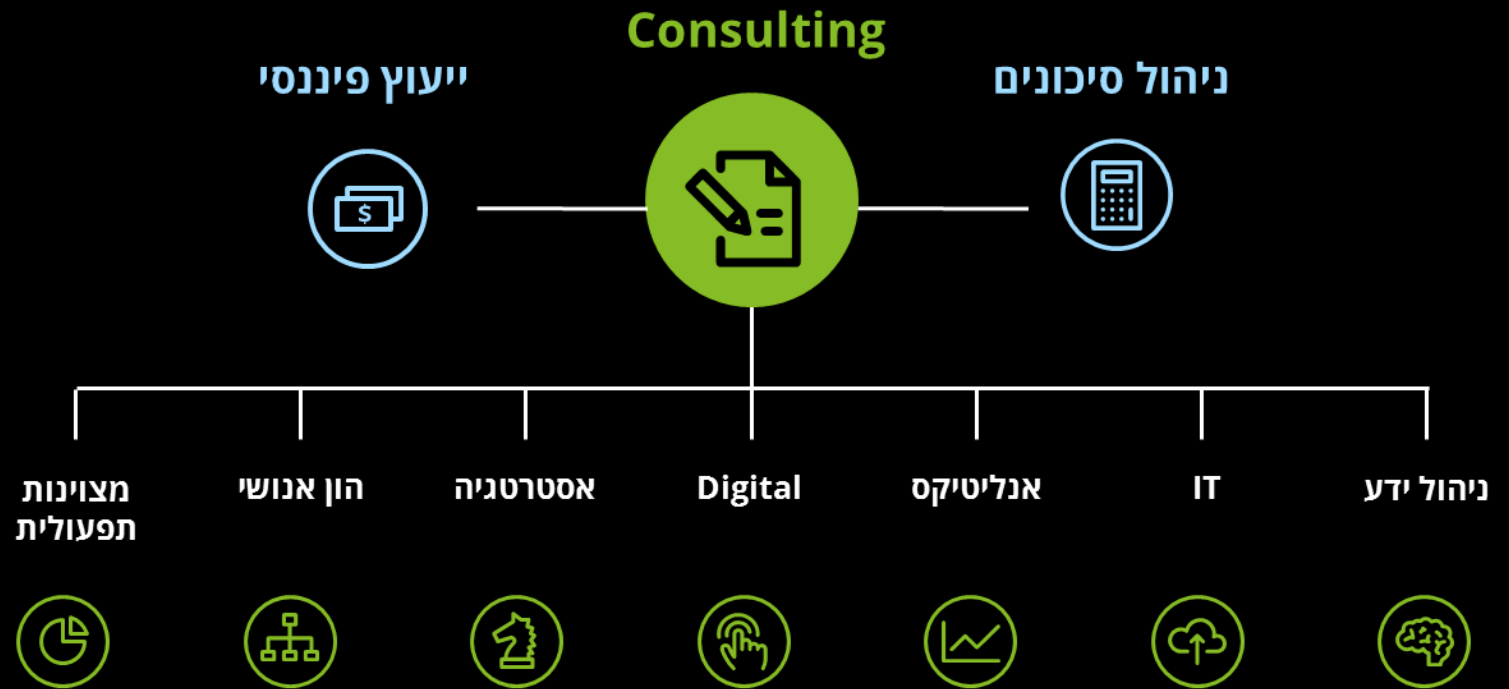 Consulting
ניהול סיכונים
ייעוץ פיננסי
$
ניהול ידע
IT
אנליטיקס
Digital
אסטרטגיה
הון אנושי
מצוינות
תפעולית